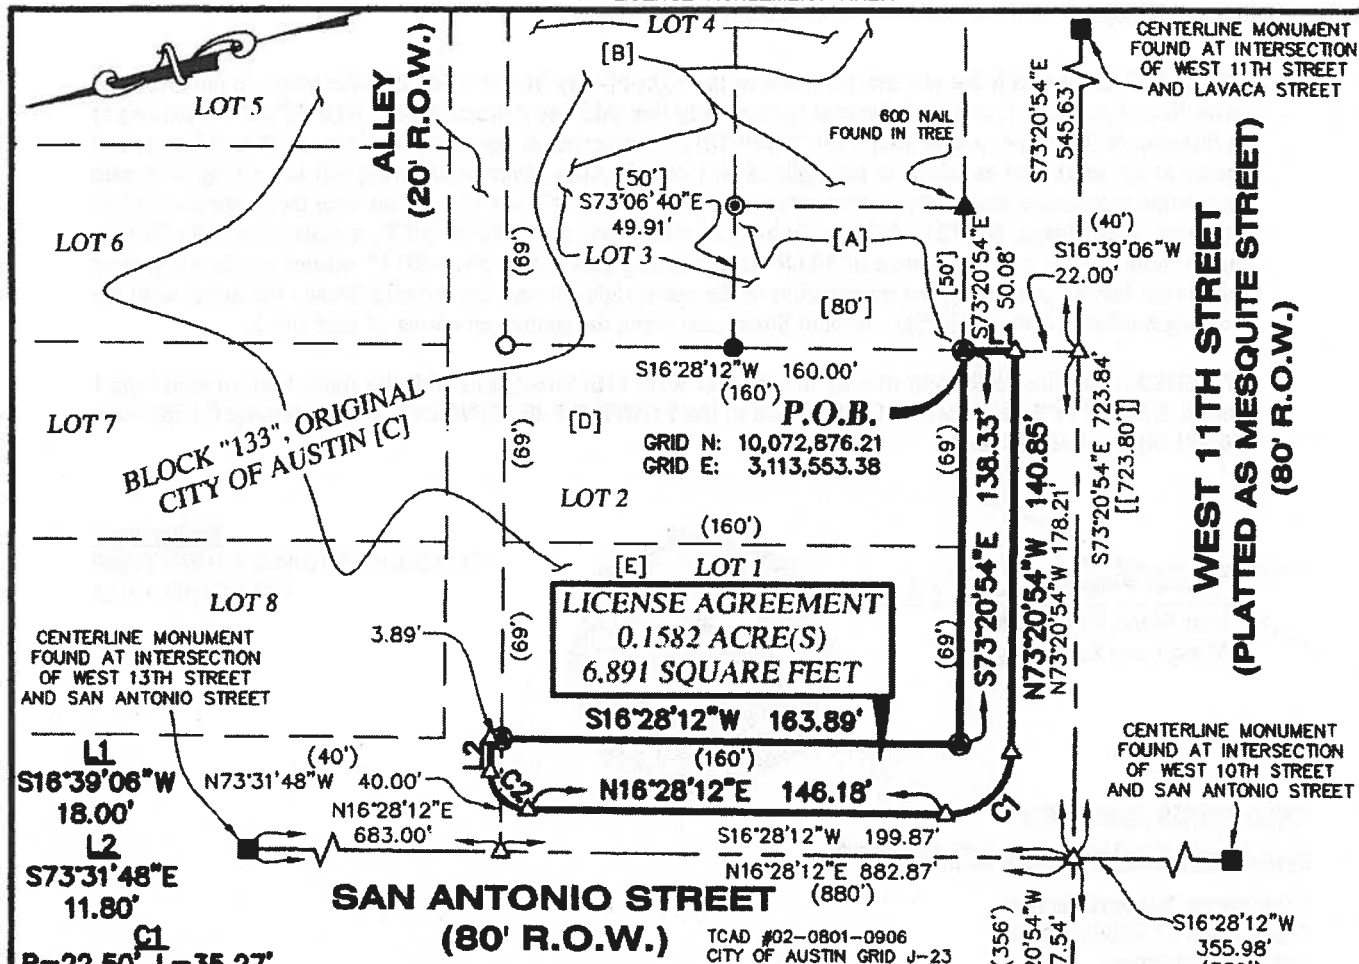 LOT 4
[B]
CENTERLINE MONUMENT
FOUND AT INTERSECTION
OF WEST 11TH STREET
AND LAVACA STREET
LOT 5
ALLEY
(20' R.O.W.)
60D NAIL
FOUND IN TREE
S73°20'54"E
545.63'
[50']
S73°06'40"E
49.91'
LOT 6
LOT 3
[A]
[80']
(69')
[50']
S73°20'54"E
50.08'
(40')
S16°39'06"W
22.00'
L1
WEST 11TH STREET
(PLATTED AS MESQUITE STREET)
(80' R.O.W.)
S16°28'12"W 160.00'
(160')
P.O.B.
GRID N: 10,072,876.21
GRID E: 3,113,553.38
LOT 7
BLOCK "133", ORIGINAL
CITY OF AUSTIN [C]
[D]
(69')
LOT 2
(160')
(69')
S73°20'54"E 138.33'
N73°20'54"W 140.85'
N73°20'54"W 178.21'
S73°20'54"E 723.84'
[[723.80']]
[E]
LOT 1
LOT 8
LICENSE AGREEMENT
0.1582 ACRE(S)
6.891 SQUARE FEET
3.89'
(69')
(69')
CENTERLINE MONUMENT
FOUND AT INTERSECTION
OF WEST 13TH STREET
AND SAN ANTONIO STREET
S16°28'12"W 163.89'
(160')
L2
C2
N16°28'12"E 146.18'
C1
CENTERLINE MONUMENT
FOUND AT INTERSECTION
OF WEST 10TH STREET
AND SAN ANTONIO STREET
L1
S16°39'06"W
18.00'
L2
S73°31'48"E
11.80'
C1
R=22.50' L=35.27'
(40')
N73°31'48"W 40.00'
N16°28'12"E
683.00'
S16°28'12"W 199.87'
N16°28'12"E 882.87'
(880')
SAN ANTONIO STREET
(80' R.O.W.)
TCAD #02-0801-0906
CITY OF AUSTIN GRID J-23
(356')
20'54"W
7.54'
S16°28'12"W
355.98'